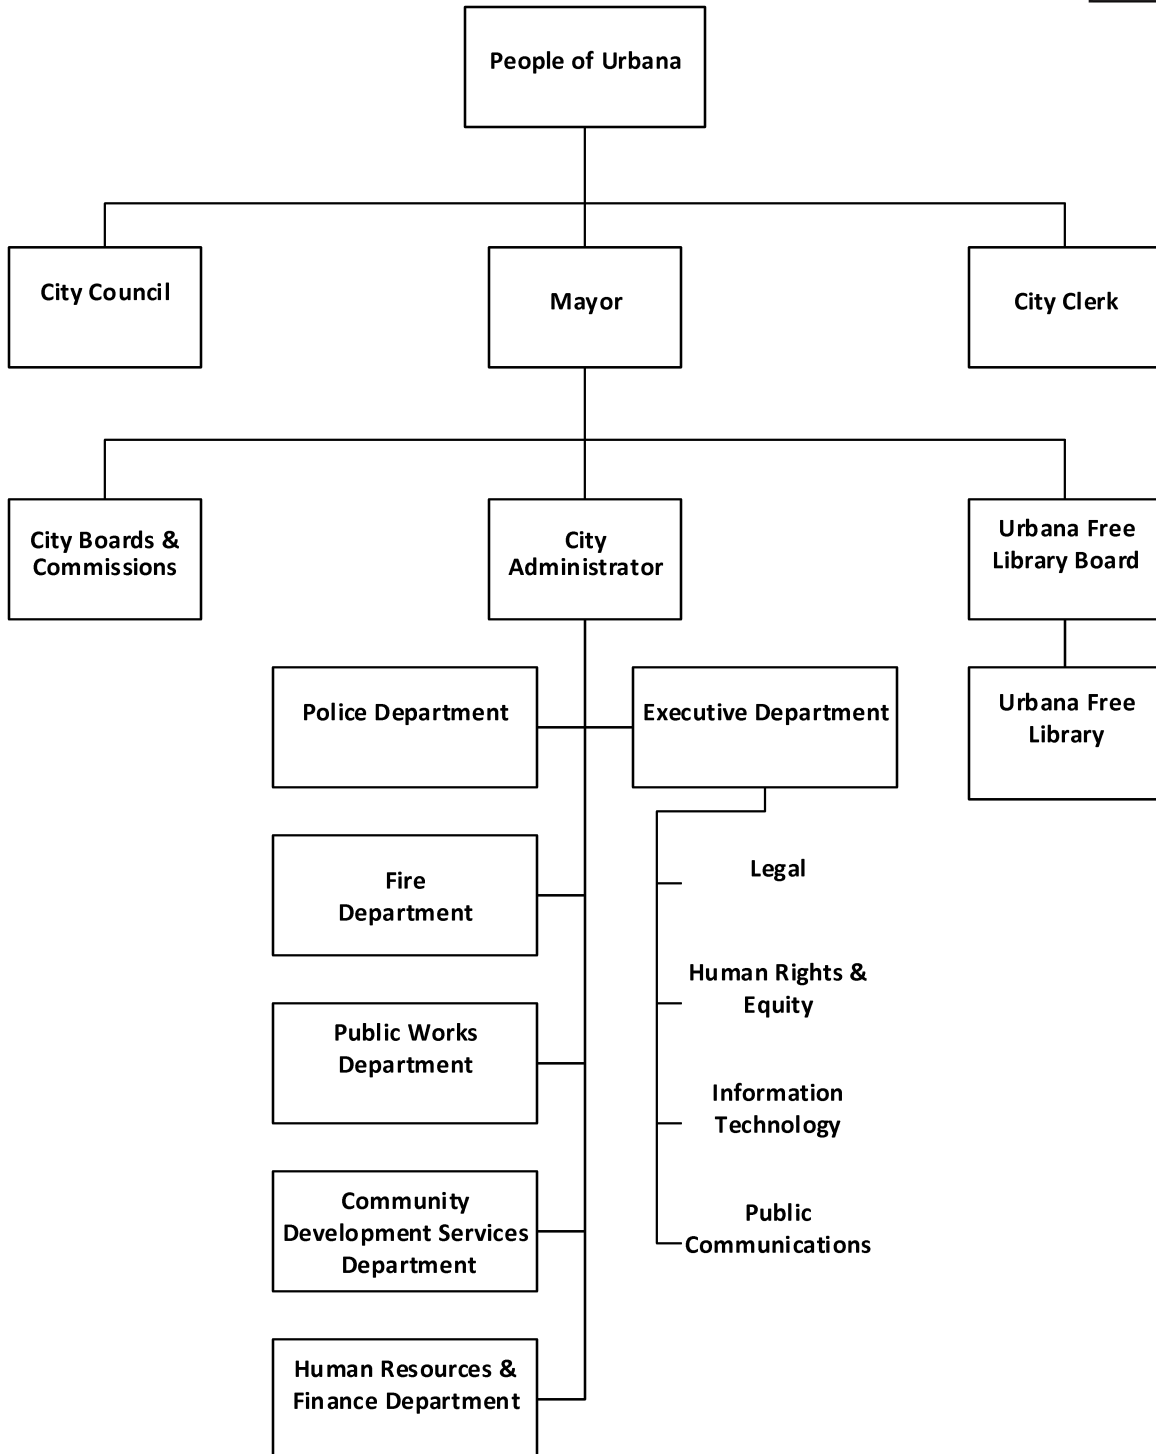 People of Urbana
City Council
Mayor
City Clerk
City Boards &
Commissions
City
Administrator
Urbana Free
Library Board
Police Department
Executive Department
Urbana Free
Library
Fire
Department
Legal
Human Rights &
Equity
Public Works
Department
Information
Technology
Community
Development Services
Department
Public
Communications
Human Resources &
Finance Department